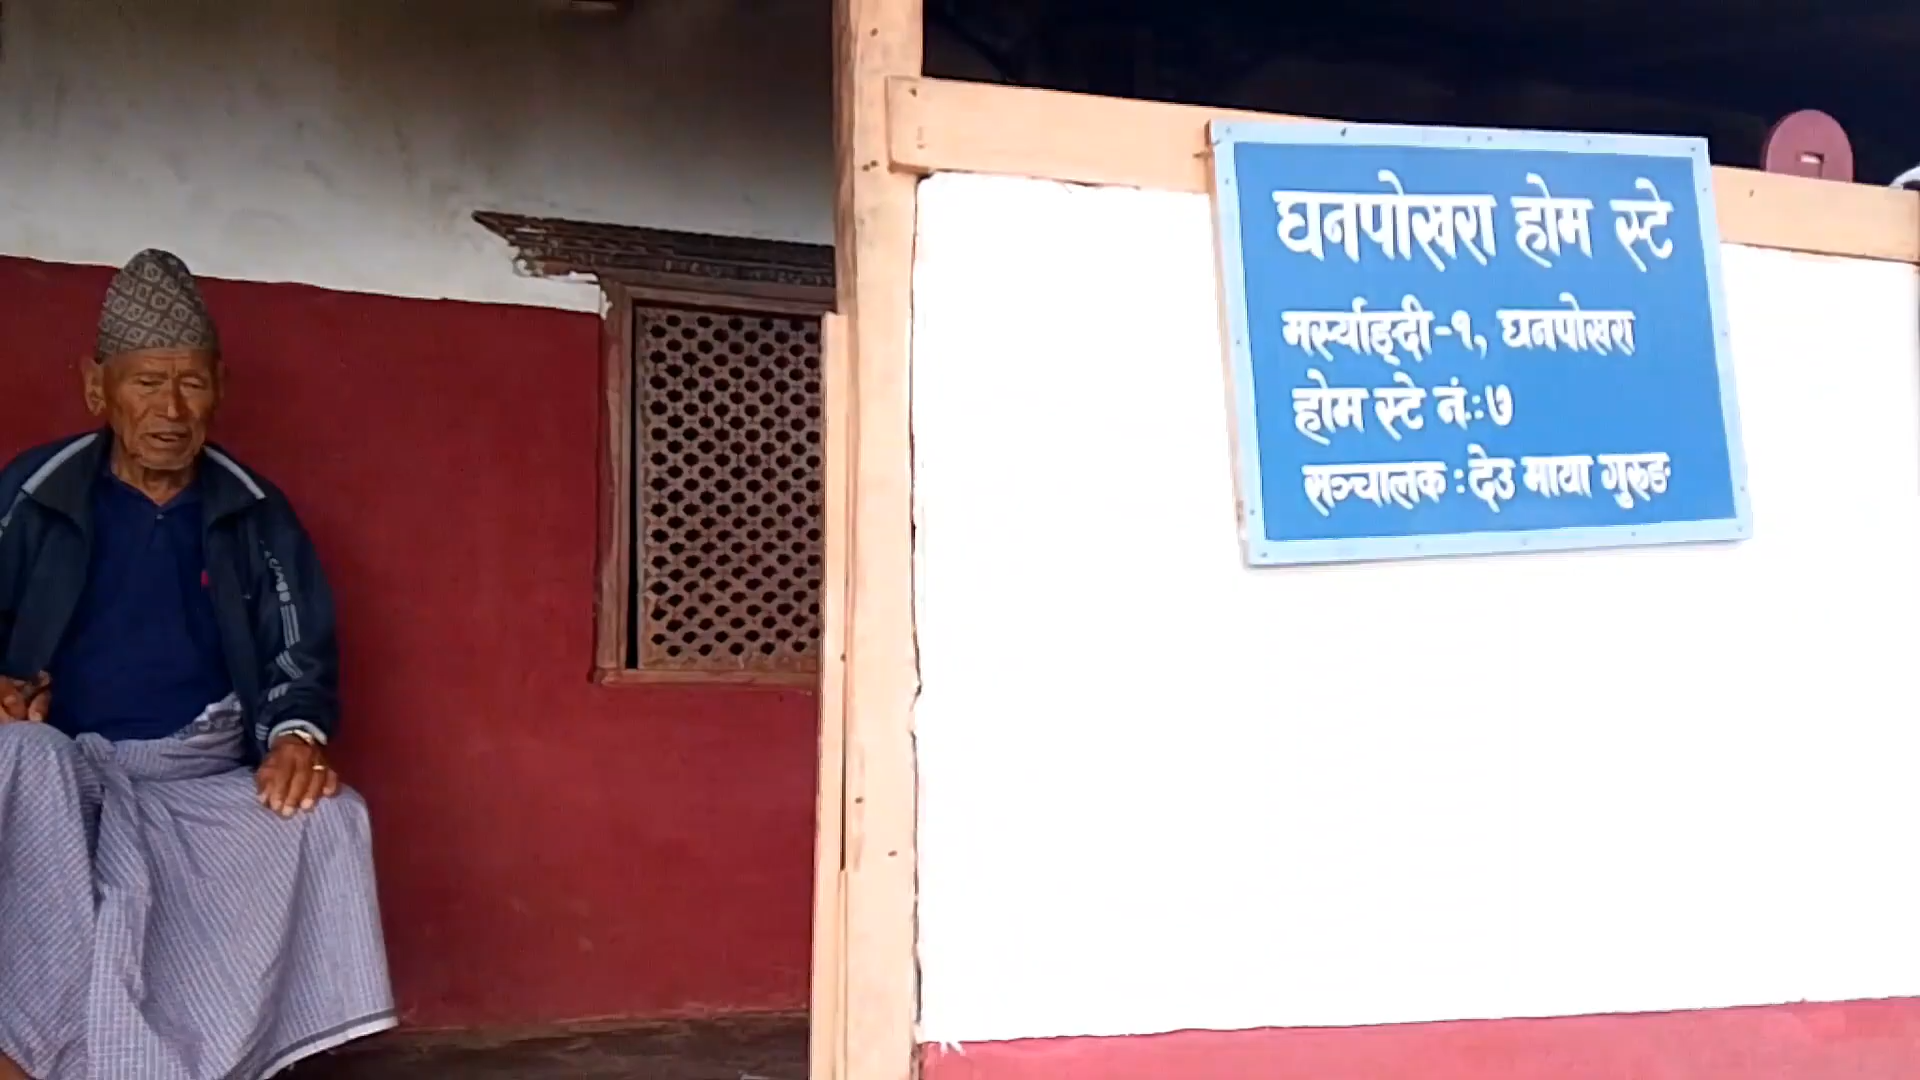 घनपोखरा होम स्टे
मर्स्याङ्दी-१, घनपोखरा
होम स्टे नं.:७
सञ्चालक : देउ माया गुरुङ